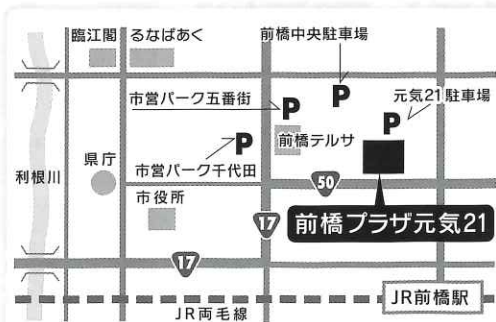 臨江閣
るなぱあく
前橋中央駐車場
市営パーク五番街
P
P
元気21駐車場
P
P
前橋テルサ
県庁
市営パーク千代田
利根川
市役所
50
17
前橋プラザ元気21
17
JR前橋駅
JR両毛線